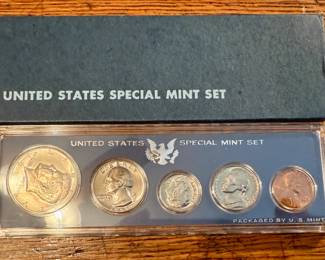 UNITED STATES SPECIAL MINT SET
UNITED STATES SPECIAL MINT SET
PACKAGED BY U.S. MINT